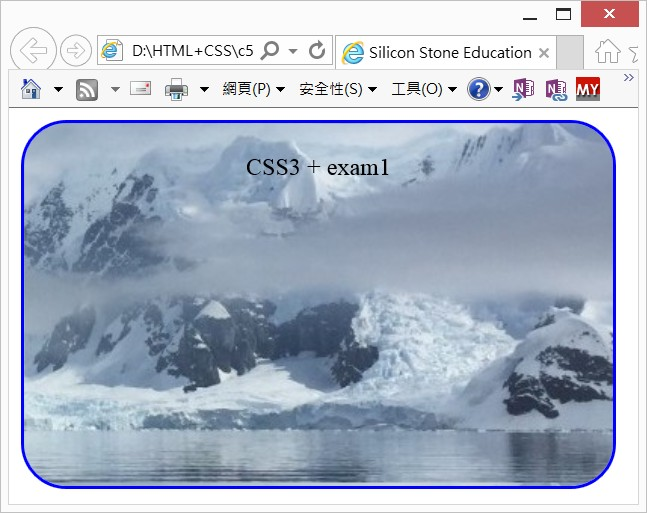 D:\HTML+CSS\c5
Silicon Stone Education
網頁(P) 安全性(S) 工具(O)
MY
CSS3 + exam1